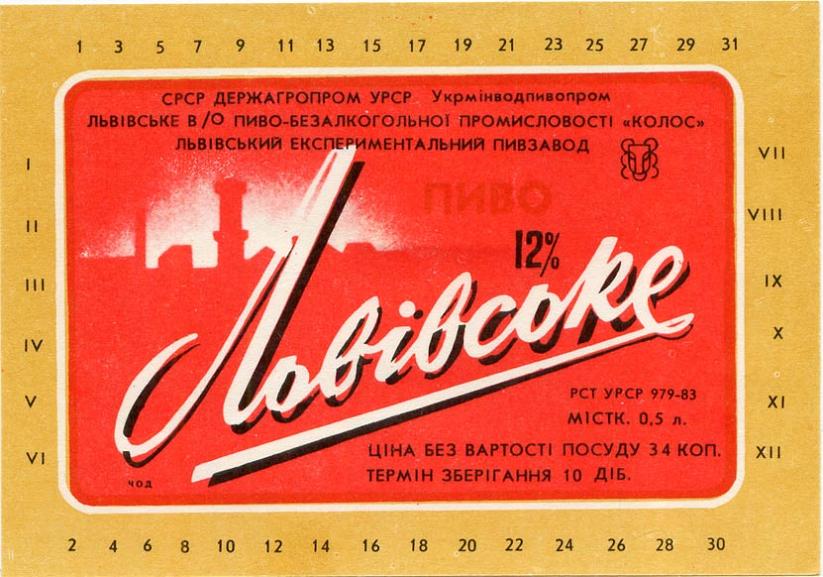 1 3 5 7 9 11 13 15 17 19 21 23 25 27 29 31
СРСР ДЕРЖАГРОПРОМ УРСР Укрмінводпивопром
ЛЬВІВСЬКЕ В/О ПИВО-БЕЗАЛКОГОЛЬНОЇ ПРОМИСЛОВОСТІ «КОЛОС»
ЛЬВІВСЬКИЙ ЕКСПЕРИМЕНТАЛЬНИЙ ПИВЗАВОД
I
II
III
IV
V
VI
VII
VIII
IX
X
XI
XII
ПИВО
12%
Львівське
РСТ УРСР 979-83
МІСТК. 0,5 л.
ЦІНА БЕЗ ВАРТОСТІ ПОСУДУ 34 КОП.
ТЕРМІН ЗБЕРІГАННЯ 10 ДІБ.
ЧОД
2 4 6 8 10 12 14 16 18 20 22 24 26 28 30